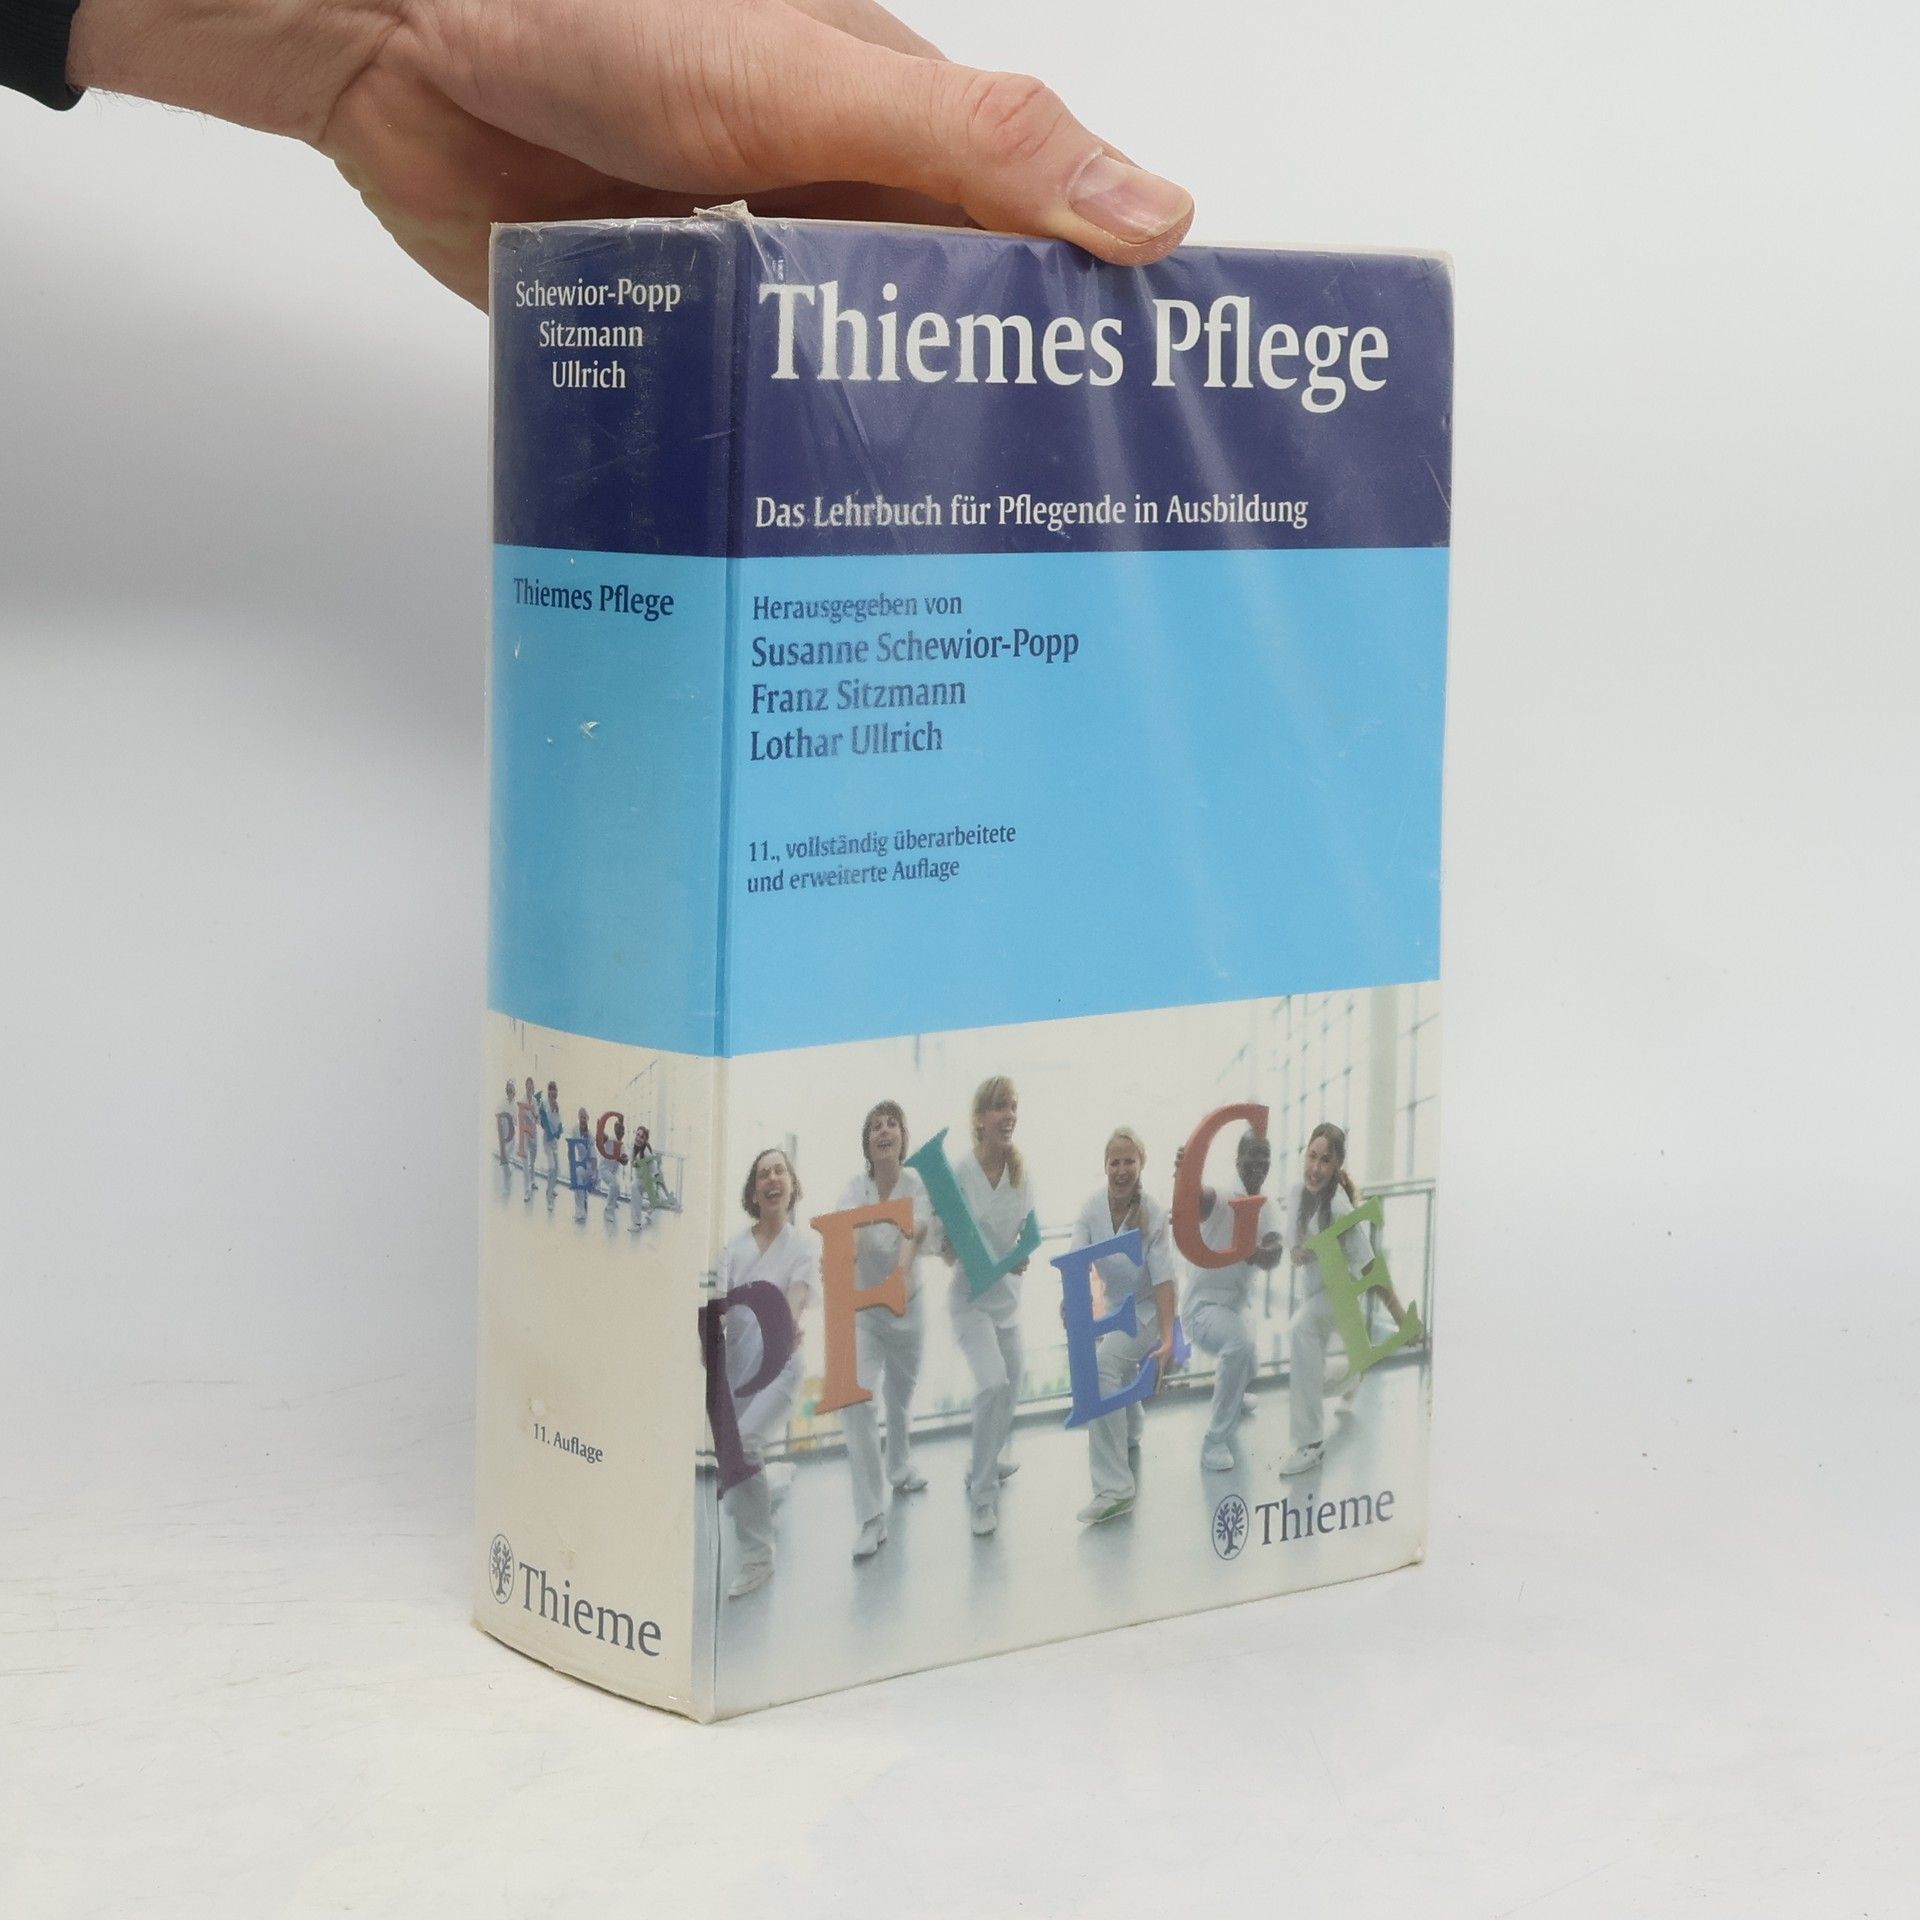 Schewior-Popp
Sitzmann
Ullrich
Thiemes Pflege
11. Auflage
Thieme
Thiemes Pflege
Das Lehrbuch für Pflegende in Ausbildung
Herausgegeben von
Susanne Schewior-Popp
Franz Sitzmann
Lothar Ullrich
11., vollständig überarbeitete
und erweiterte Auflage
PFLEGE
PFLEGE
Thieme